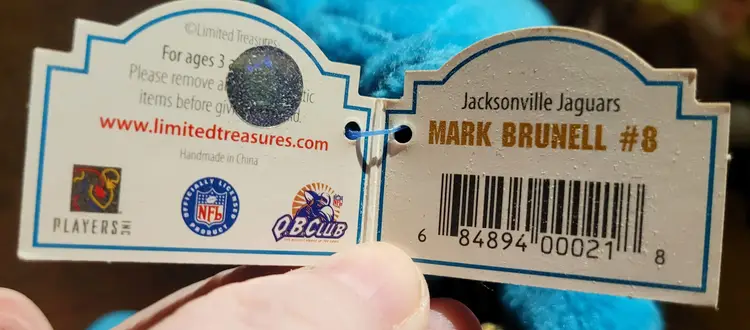 ©Limited Treasures
For ages 3
Please remove
items before
www.limitedtreasures.com
Handmade in China
PLAYERS INC
OFFICIALLY LICENSED
NFL
PRODUCT
NFL
Q.B. CLUB
Jacksonville Jaguars
MARK BRUNELL #8
6 84894 00021 8